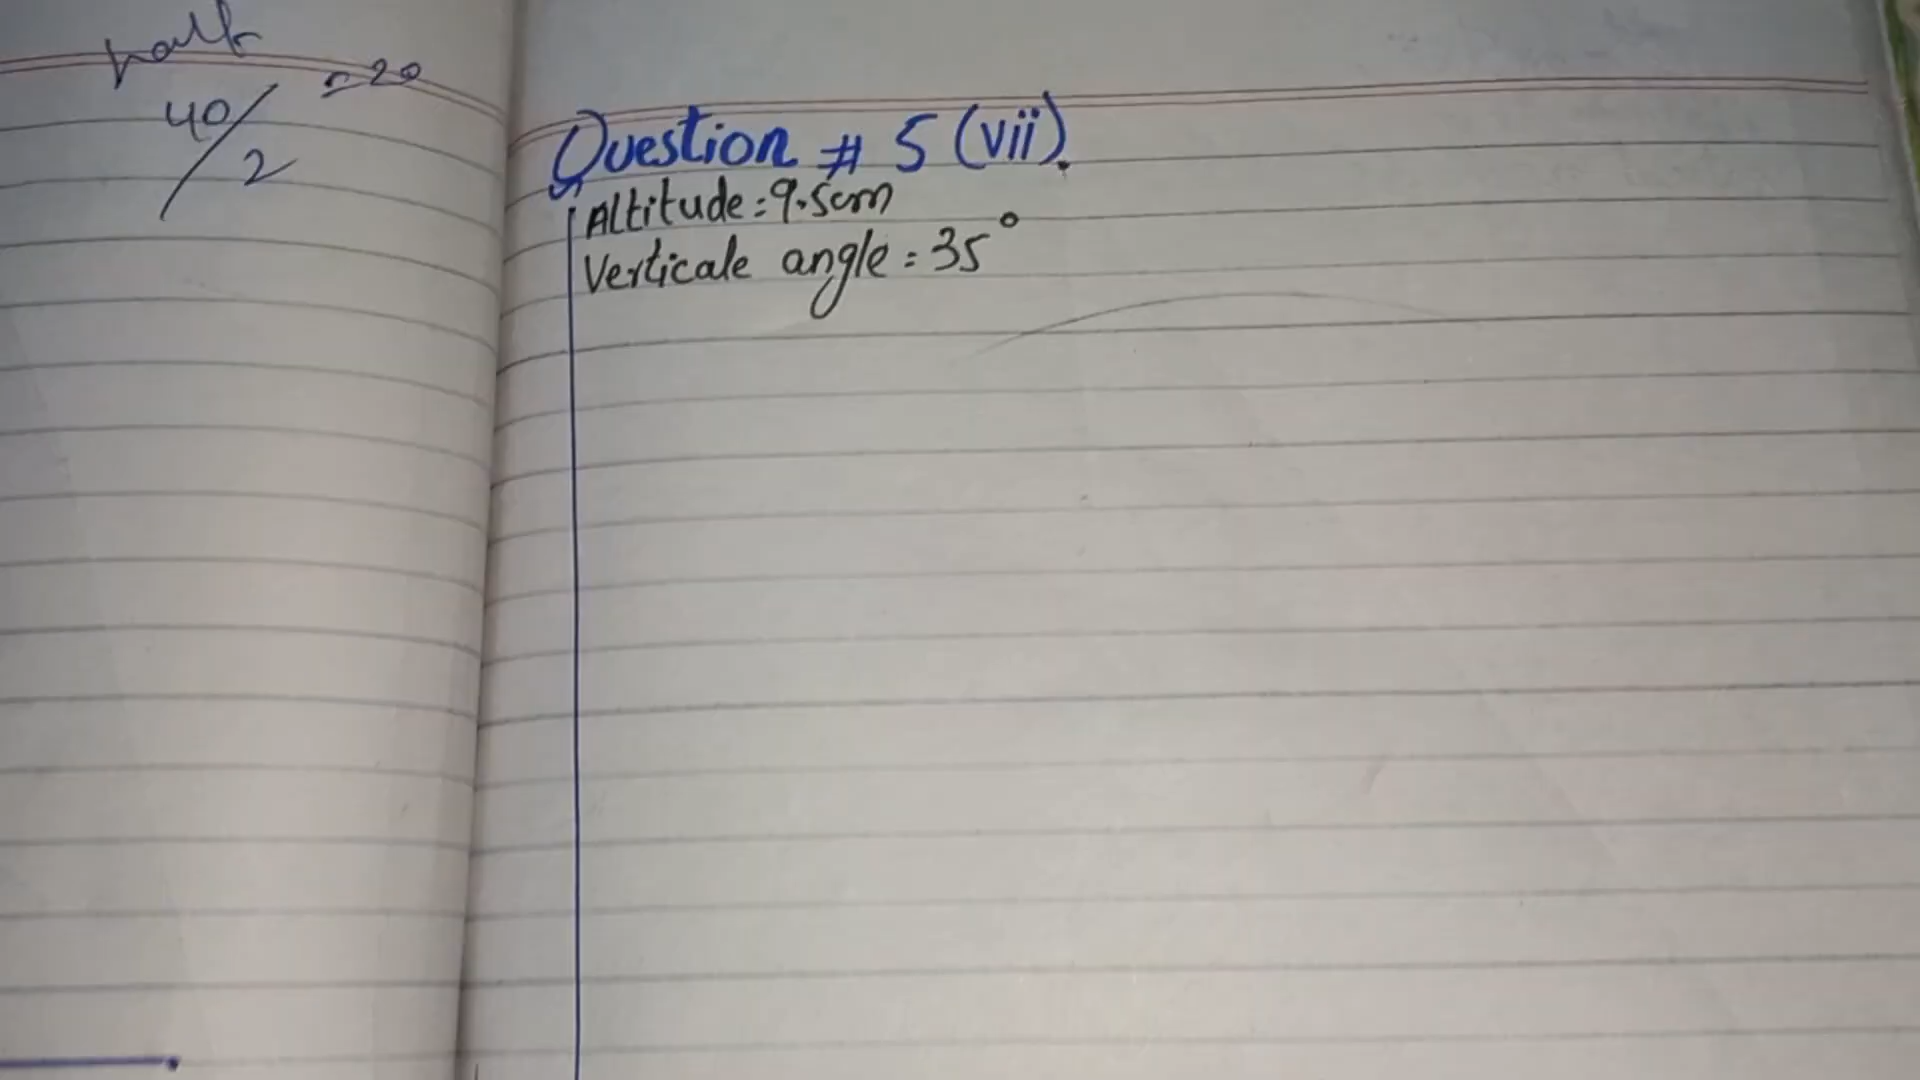 half
40/2 = 20
Question # 5 (vii).
Altitude = 9.5cm
Verticale angle = 35°